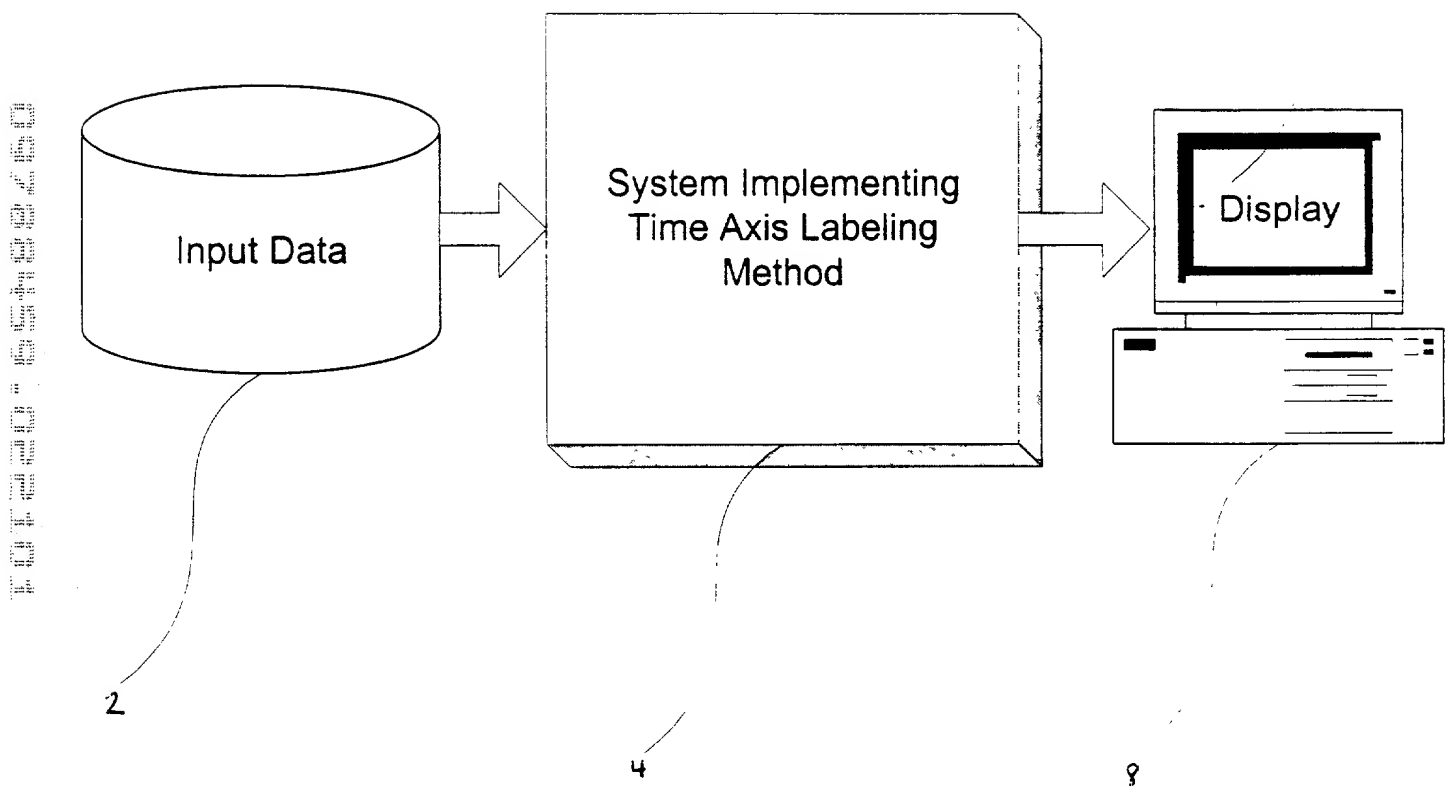 Input Data
System Implementing
Time Axis Labeling
Method
Display
2
4
8